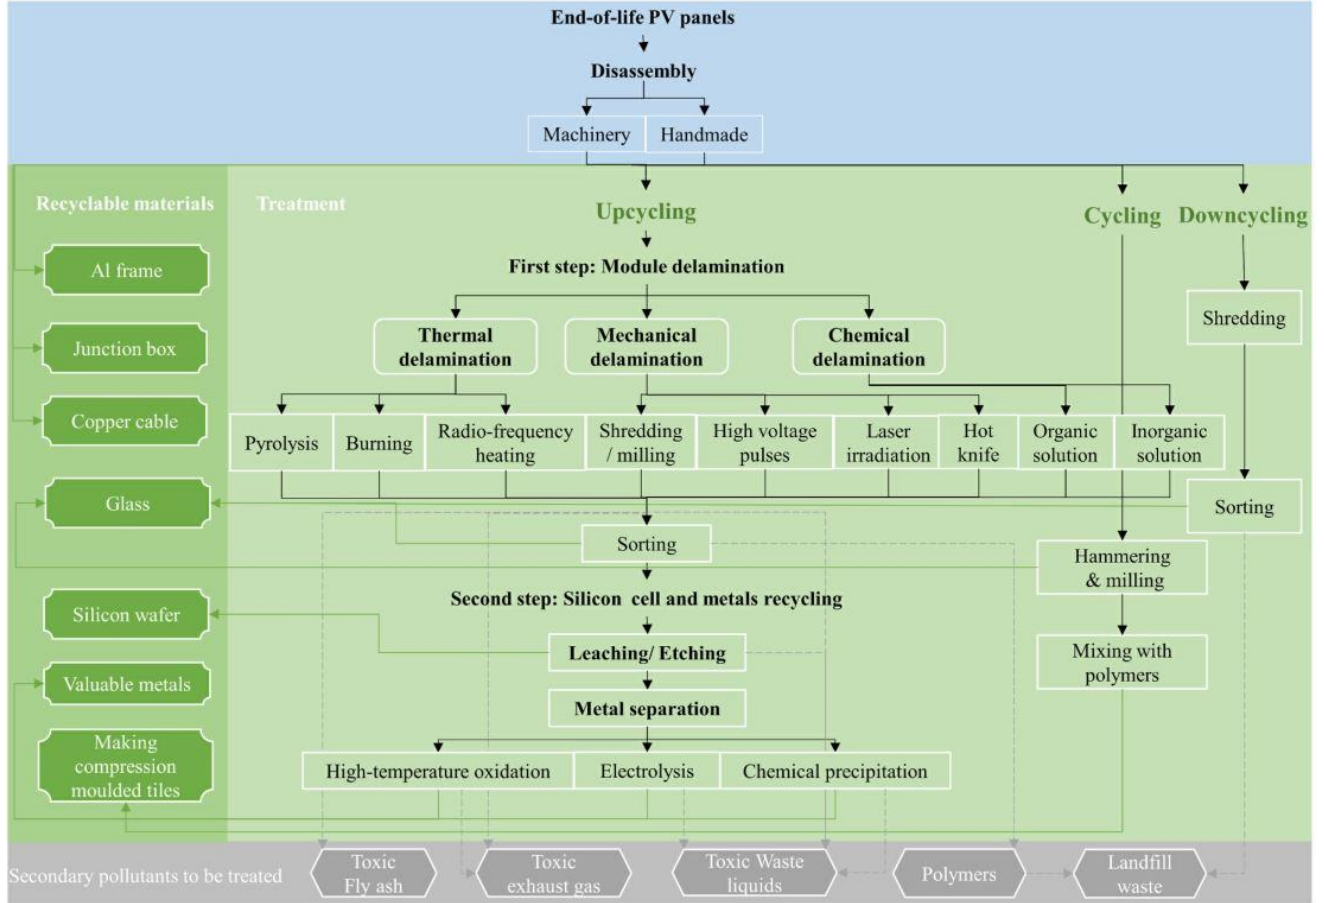 End-of-life PV panels
Disassembly
Machinery
Handmade
Recyclable materials
Treatment
Upcycling
Cycling
Downcycling
Al frame
Junction box
Copper cable
Glass
Silicon wafer
Valuable metals
Making
compression
moulded tiles
First step: Module delamination
Thermal
delamination
Mechanical
delamination
Chemical
delamination
Pyrolysis
Burning
Radio-frequency
heating
Shredding
/ milling
High voltage
pulses
Laser
irradiation
Hot
knife
Organic
solution
Inorganic
solution
Sorting
Second step: Silicon cell and metals recycling
Leaching/ Etching
Metal separation
High-temperature oxidation
Electrolysis
Chemical precipitation
Hammering
& milling
Mixing with
polymers
Shredding
Sorting
Secondary pollutants to be treated
Toxic
Fly ash
Toxic
exhaust gas
Toxic Waste
liquids
Polymers
Landfill
waste